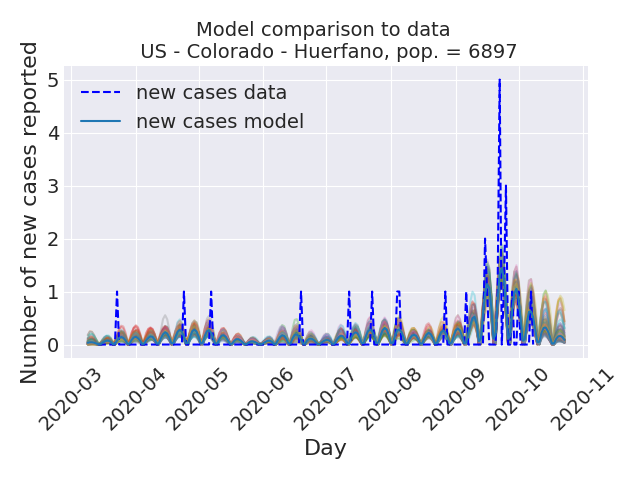 Model comparison to data
US - Colorado - Huerfano, pop. = 6897
Number of new cases reported
5
4
3
2
1
0
new cases data
new cases model
2020-03
2020-04
2020-05
2020-06
2020-07
2020-08
2020-09
2020-10
2020-11
Day